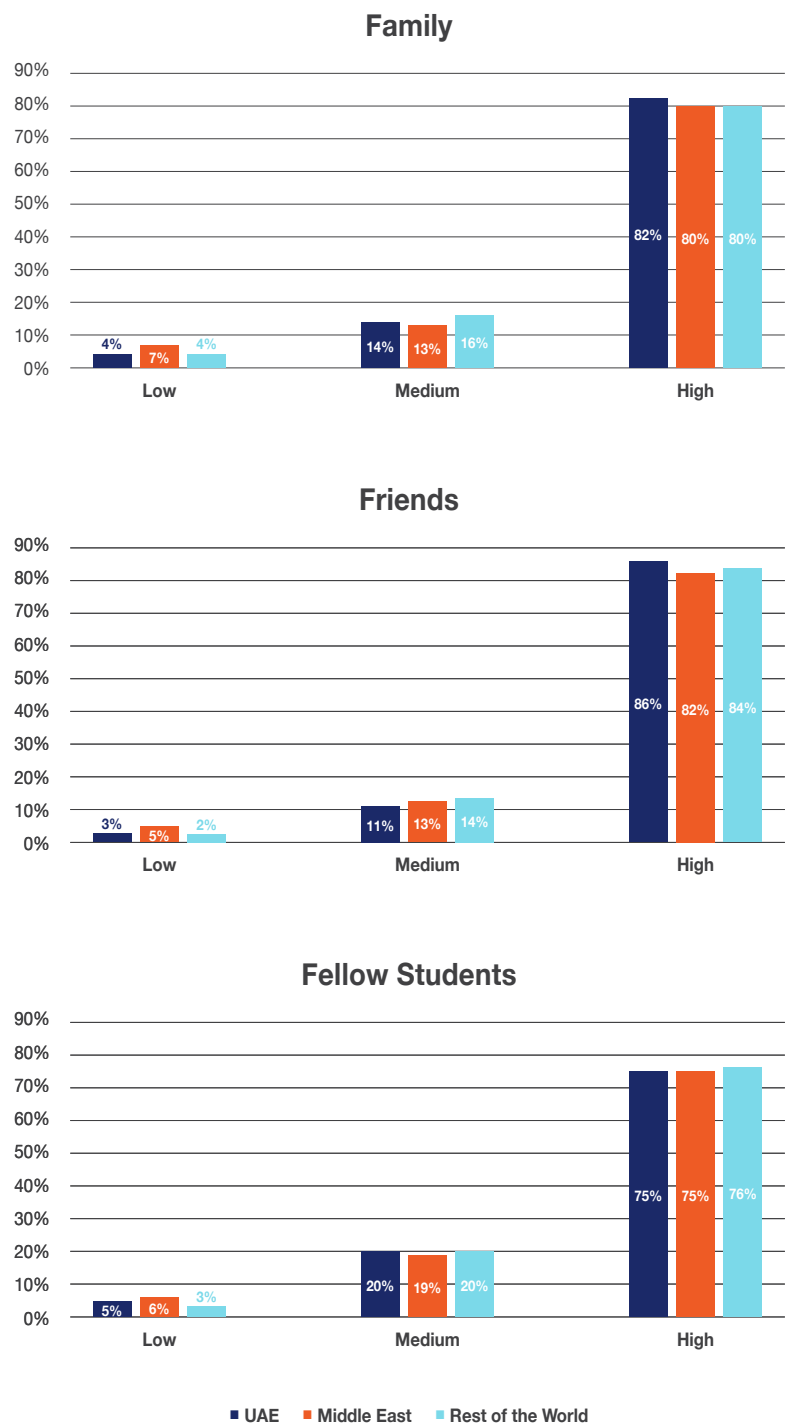 Family
90%
80%
70%
60%
50%
40%
30%
20%
10%
0%
4% 7% 4%
14% 13% 16%
82% 80% 80%
Low Medium High
Friends
90%
80%
70%
60%
50%
40%
30%
20%
10%
0%
3% 5% 2%
11% 13% 14%
86% 82% 84%
Low Medium High
Fellow Students
90%
80%
70%
60%
50%
40%
30%
20%
10%
0%
5% 6% 3%
20% 19% 20%
75% 75% 76%
Low Medium High
UAE Middle East Rest of the World